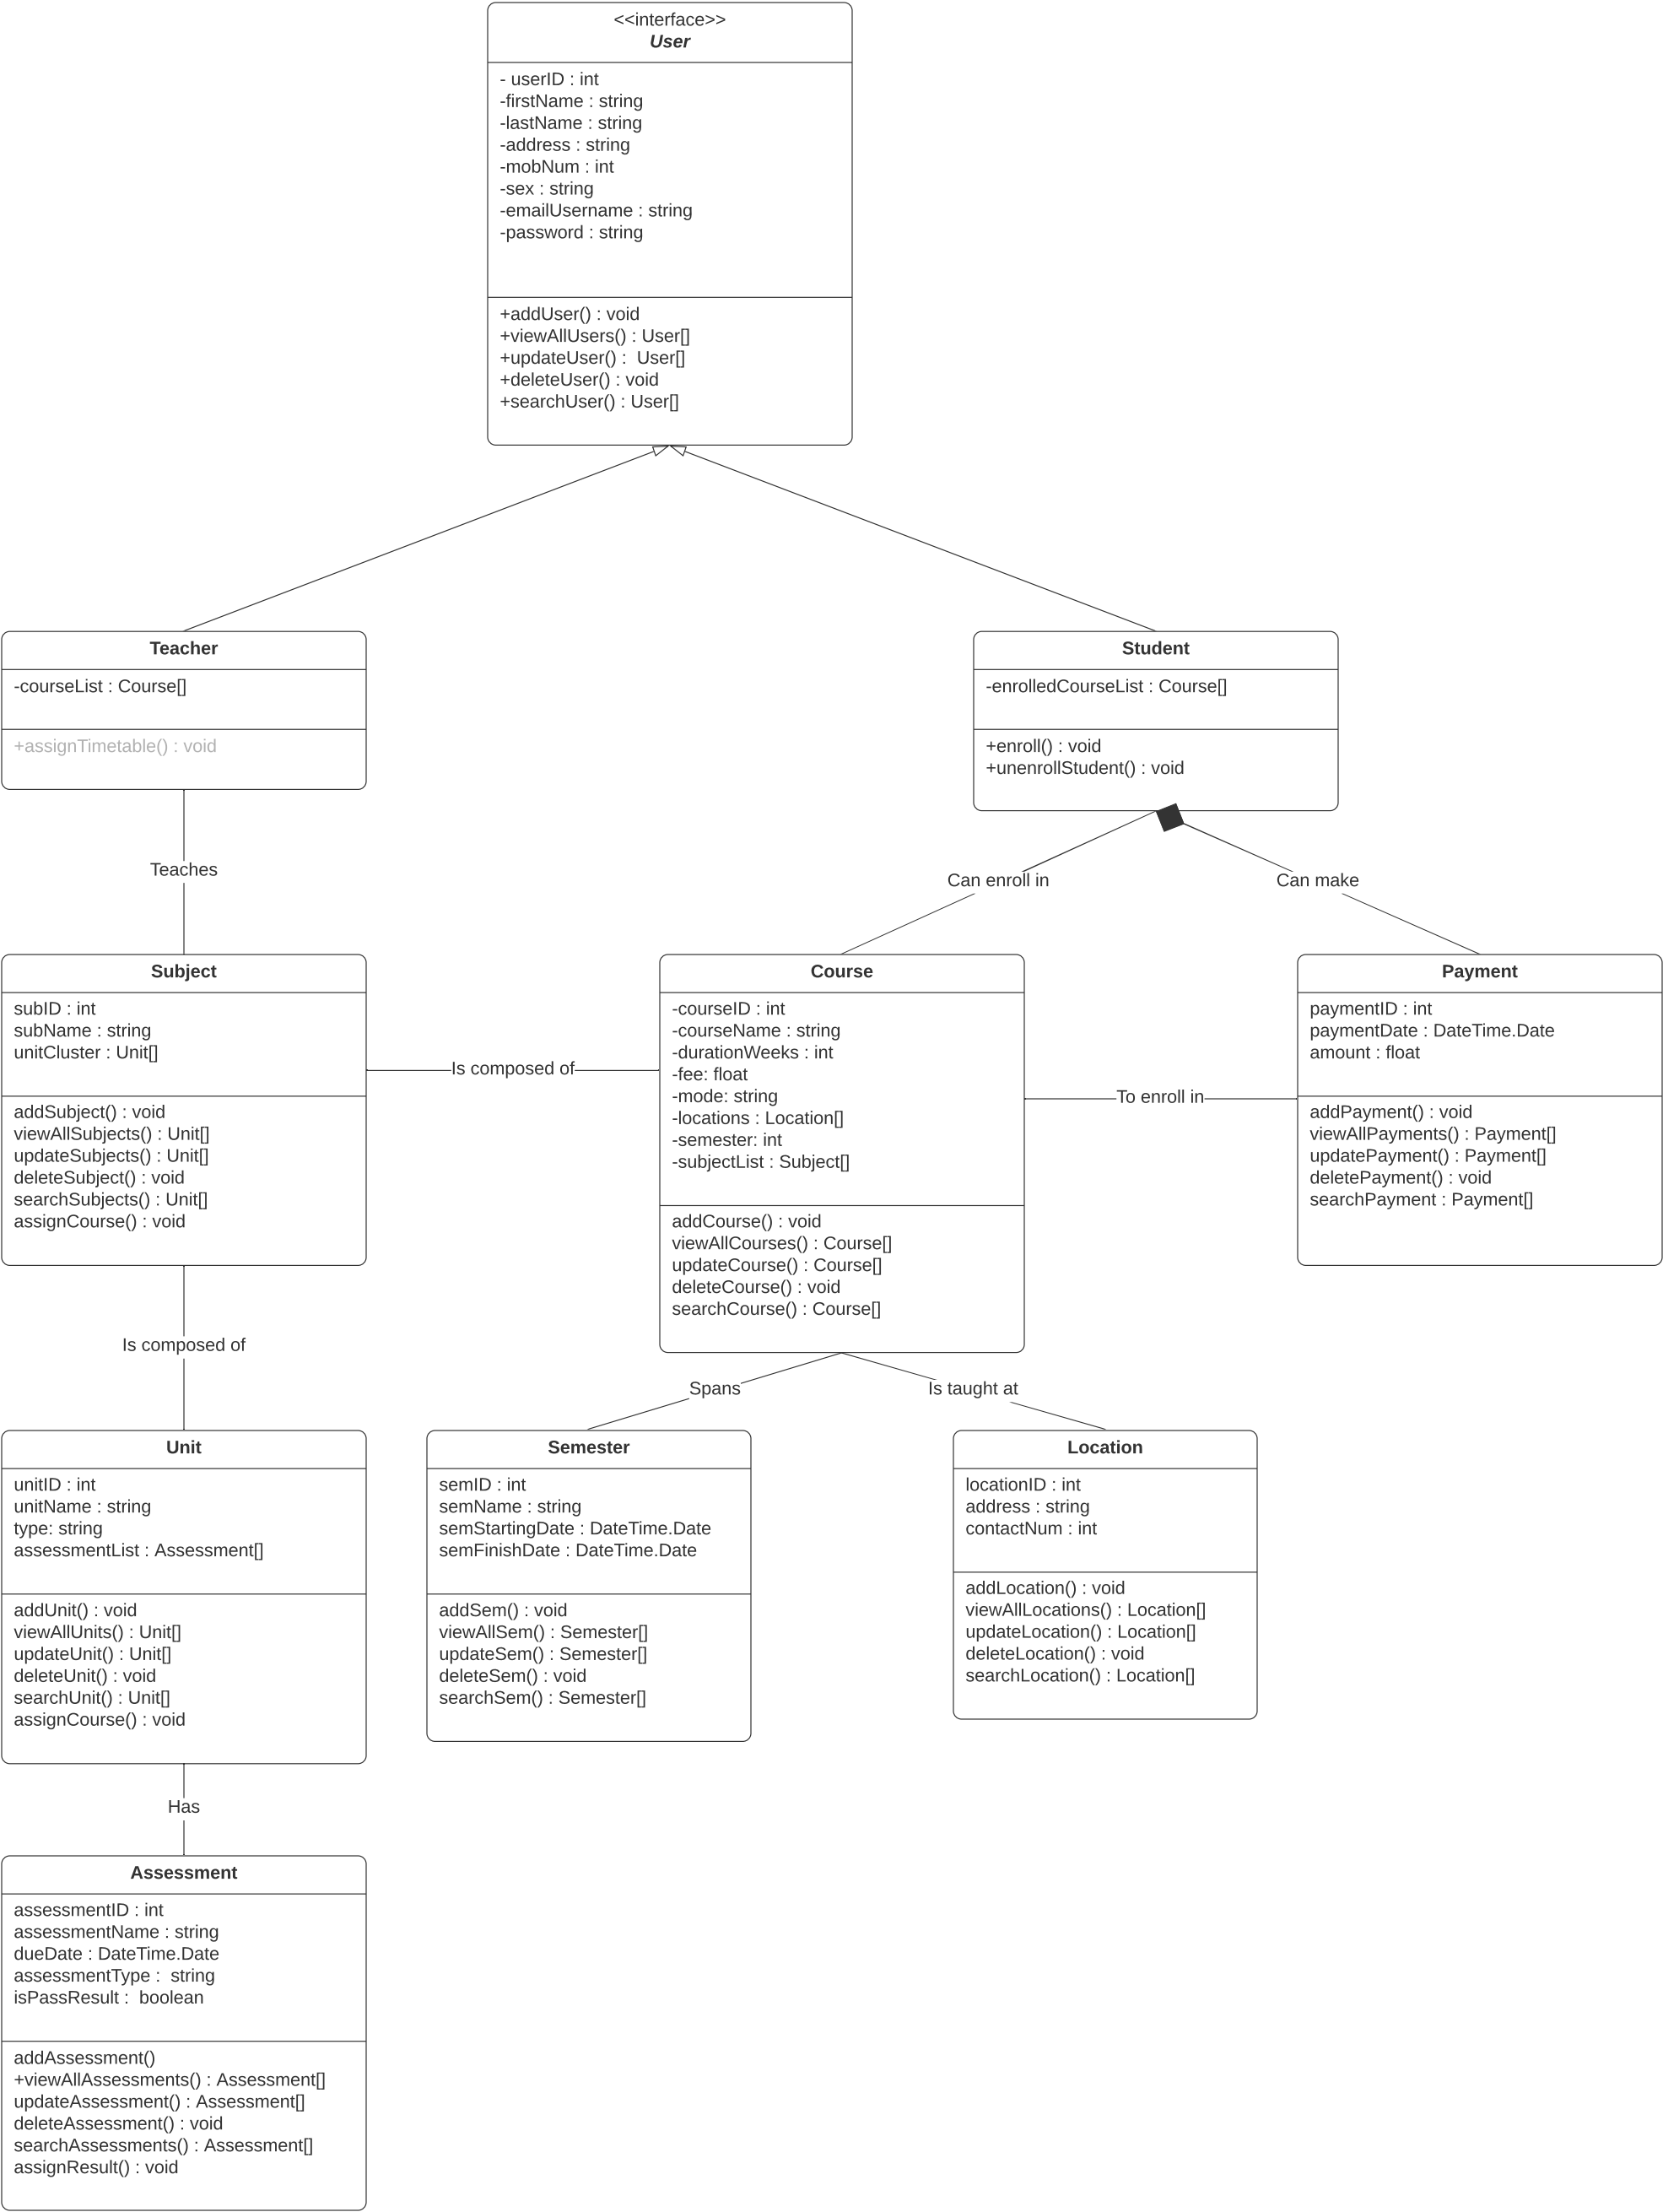 <<interface>>
User
- userID : int
-firstName : string
-lastName : string
-address : string
-mobNum : int
-sex : string
-emailUsername : string
-password : string
+addUser() : void
+viewAllUsers() : User[]
+updateUser() :  User[]
+deleteUser() : void
+searchUser() : User[]
Teacher
-courseList : Course[]
+assignTimetable() : void
Student
-enrolledCourseList : Course[]
+enroll() : void
+unenrollStudent() : void
Teaches
Can enroll in
Can make
Subject
subID : int
subName : string
unitCluster : Unit[]
addSubject() : void
viewAllSubjects() : Unit[]
updateSubjects() : Unit[]
deleteSubject() : void
searchSubjects() : Unit[]
assignCourse() : void
Is composed of
Course
-courseID : int
-courseName : string
-durationWeeks : int
-fee: float
-mode: string
-locations : Location[]
-semester: int
-subjectList : Subject[]
addCourse() : void
viewAllCourses() : Course[]
updateCourse() : Course[]
deleteCourse() : void
searchCourse() : Course[]
To enroll in
Payment
paymentID : int
paymentDate : DateTime.Date
amount : float
addPayment() : void
viewAllPayments() : Payment[]
updatePayment() : Payment[]
deletePayment() : void
searchPayment : Payment[]
Is composed of
Spans
Is taught at
Unit
unitID : int
unitName : string
type: string
assessmentList : Assessment[]
addUnit() : void
viewAllUnits() : Unit[]
updateUnit() : Unit[]
deleteUnit() : void
searchUnit() : Unit[]
assignCourse() : void
Semester
semID : int
semName : string
semStartingDate : DateTime.Date
semFinishDate : DateTime.Date
addSem() : void
viewAllSem() : Semester[]
updateSem() : Semester[]
deleteSem() : void
searchSem() : Semester[]
Location
locationID : int
address : string
contactNum : int
addLocation() : void
viewAllLocations() : Location[]
updateLocation() : Location[]
deleteLocation() : void
searchLocation() : Location[]
Has
Assessment
assessmentID : int
assessmentName : string
dueDate : DateTime.Date
assessmentType :  string
isPassResult :  boolean
addAssessment()
+viewAllAssessments() : Assessment[]
updateAssessment() : Assessment[]
deleteAssessment() : void
searchAssessments() : Assessment[]
assignResult() : void